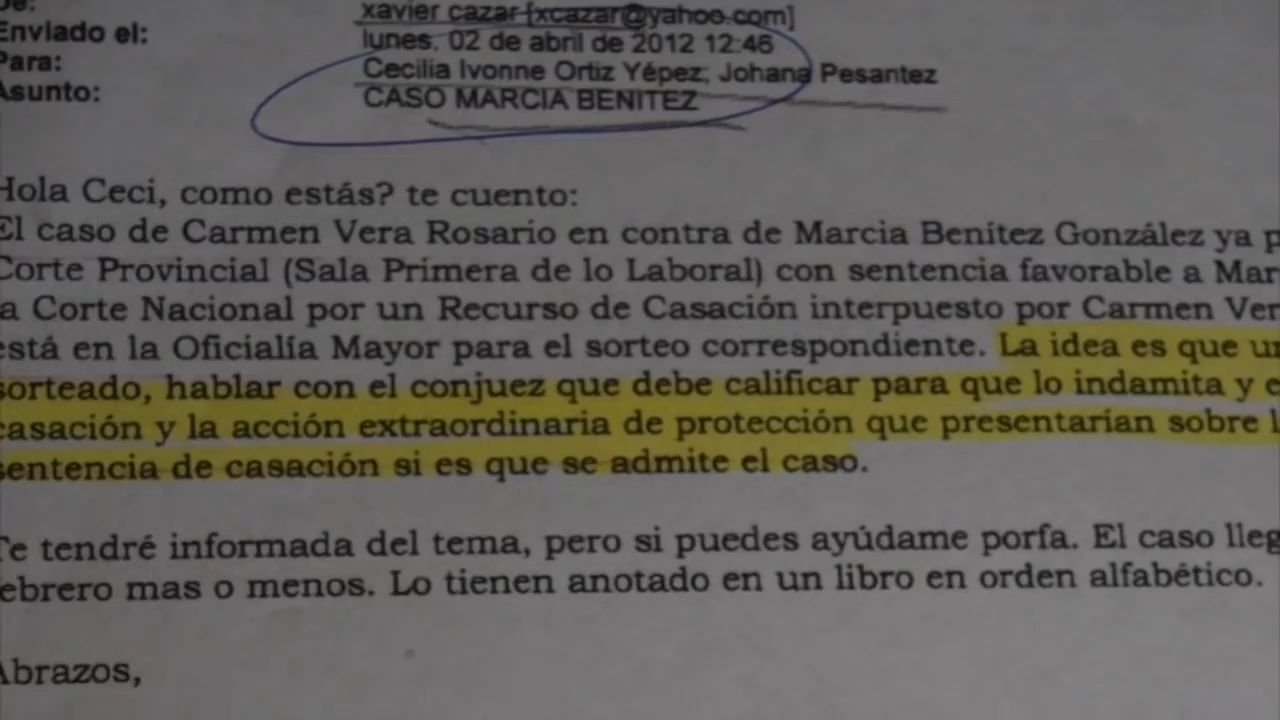 De:
xavier cazar [xcazar@yahoo.com]
Enviado el:
lunes, 02 de abril de 2012 12:46
Para:
Cecilia Ivonne Ortiz Yépez; Johana Pesantez
Asunto:
CASO MARCIA BENITEZ
Hola Ceci, como estás? te cuento:
El caso de Carmen Vera Rosario en contra de Marcia Benítez González ya
Corte Provincial (Sala Primera de lo Laboral) con sentencia favorable a
la Corte Nacional por un Recurso de Casación interpuesto por Carmen
está en la Oficialía Mayor para el sorteo correspondiente. La idea es que
sorteado, hablar con el conjuez que debe calificar para que lo indamita y
casación y la acción extraordinaria de protección que presentarían sobre
sentencia de casación si es que se admite el caso.
Te tendré informada del tema, pero si puedes ayúdame porfa. El caso
febrero mas o menos. Lo tienen anotado en un libro en orden alfabético.
Abrazos,